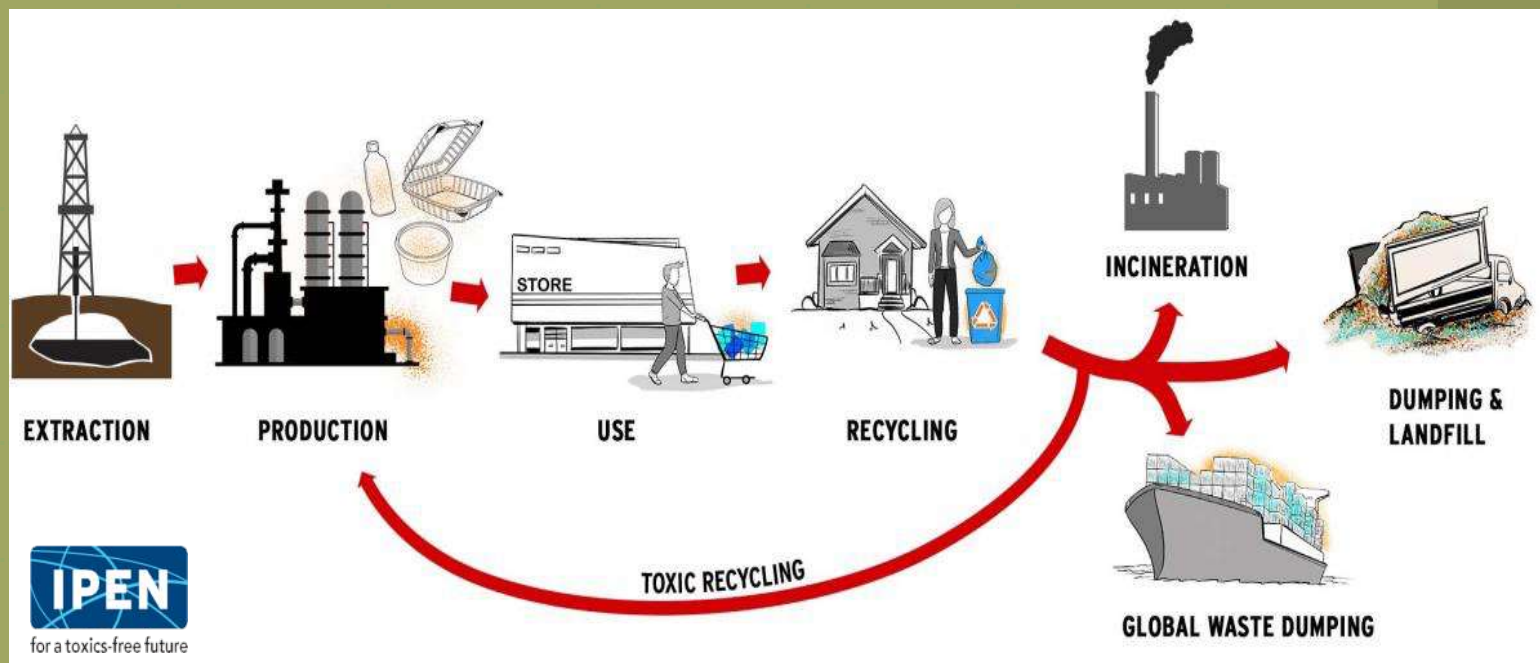 EXTRACTION
PRODUCTION
STORE
USE
RECYCLING
INCINERATION
DUMPING &
LANDFILL
GLOBAL WASTE DUMPING
TOXIC RECYCLING
IPEN
for a toxics-free future